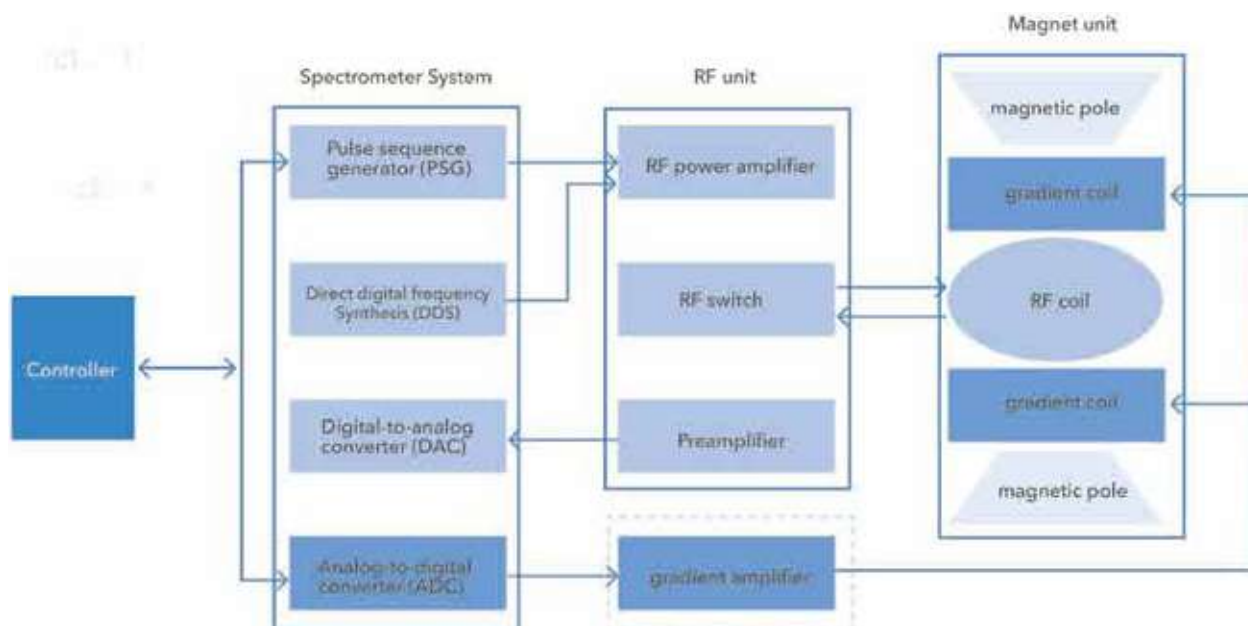 Magnet unit
Spectrometer System
RF unit
magnetic pole
Pulse sequence
generator (PSG)
RF power amplifier
gradient coil
Direct digital frequency
Synthesis (DDS)
RF switch
RF coil
Controller
gradient coil
Digital-to-analog
converter (DAC)
Preamplifier
magnetic pole
Analog-to-digital
converter (ADC)
gradient amplifier